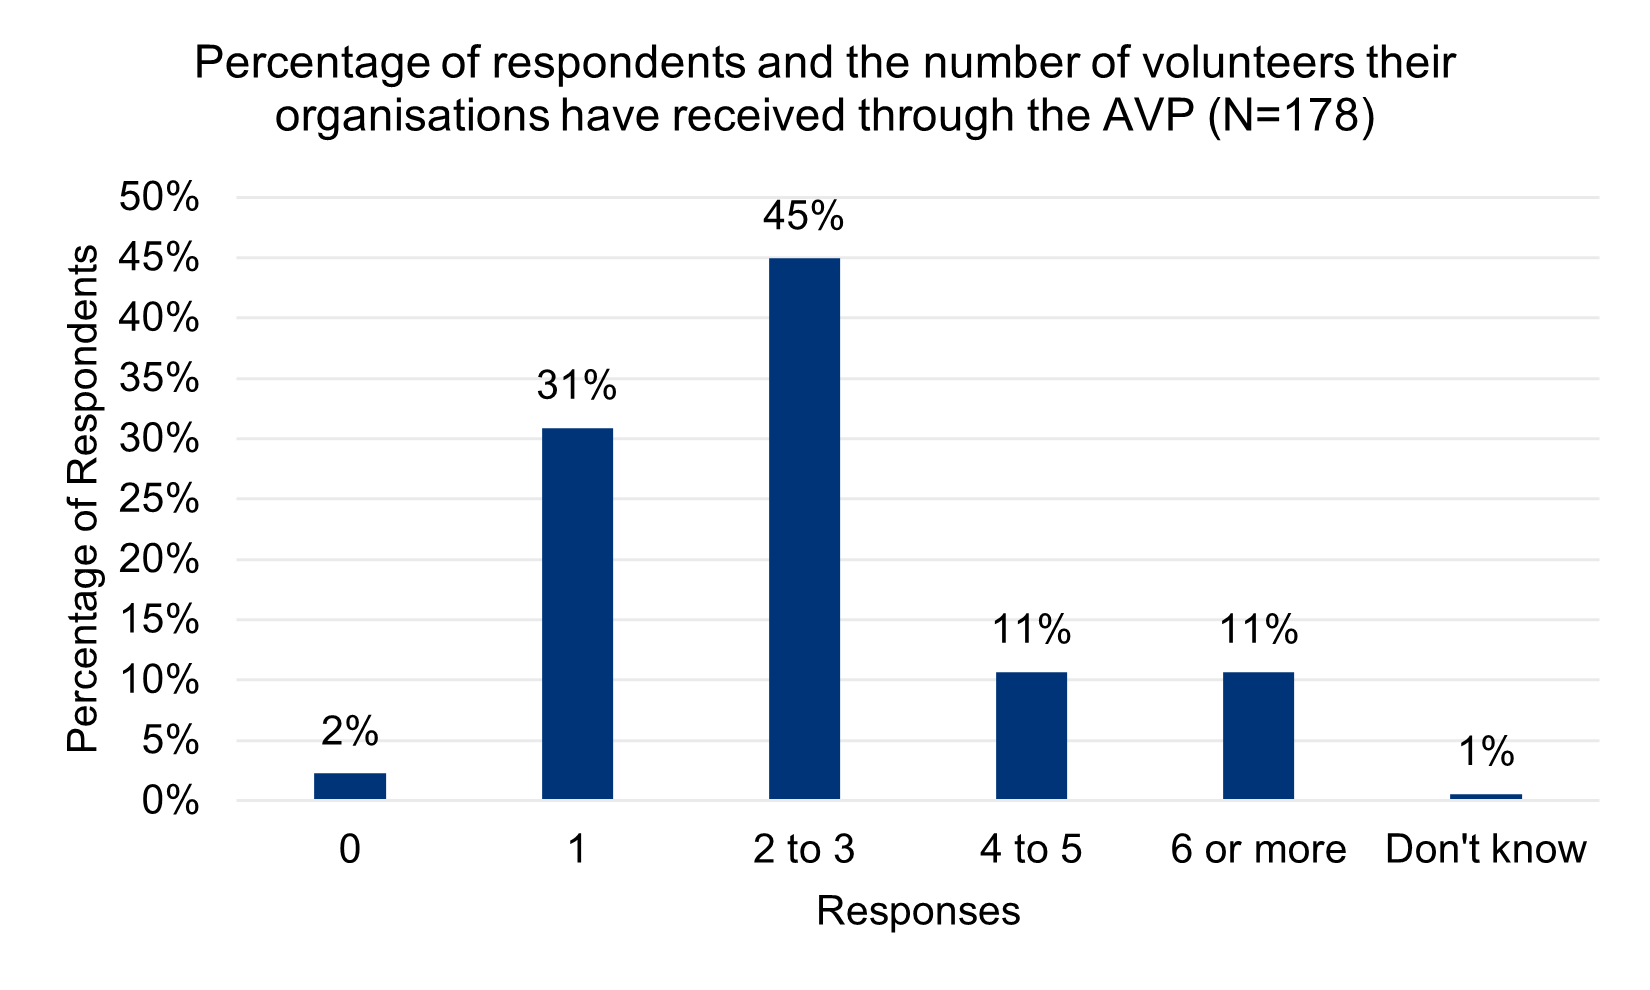 Percentage of respondents and the number of volunteers their
organisations have received through the AVP (N=178)
Percentage of Respondents
50%
45%
40%
35%
30%
25%
20%
15%
10%
5%
0%
2%
31%
45%
11%
11%
1%
0
1
2 to 3
4 to 5
6 or more
Don't know
Responses